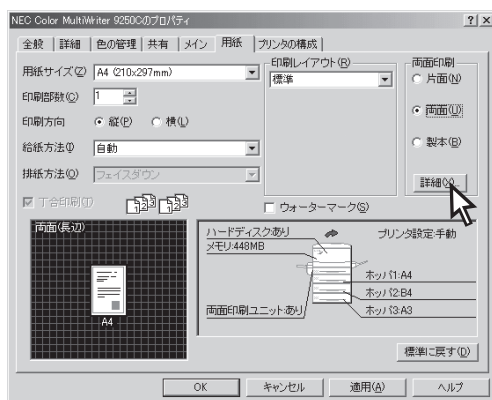 NEC Color MultiWriter 9250Cのプロパティ
全般 詳細 色の管理 共有 メイン 用紙 プリンタの構成
用紙サイズ(Z) A4 (210x297mm)
印刷部数(C) 1
印刷方向 縦(P) 横(L)
給紙方法(I) 自動
排紙方法(O) フェイスダウン
丁合印刷(T)
印刷レイアウト(R)
標準
両面印刷
片面(N)
両面(U)
製本(B)
詳細(X)...
ウォーターマーク(S)
両面(長辺)
A4
ハードディスク:あり
メモリ:448MB
プリンタ設定:手動
ホッパ1:A4
ホッパ2:B4
両面印刷ユニット:あり
ホッパ3:A3
標準に戻す(D)
OK キャンセル 適用(A) ヘルプ